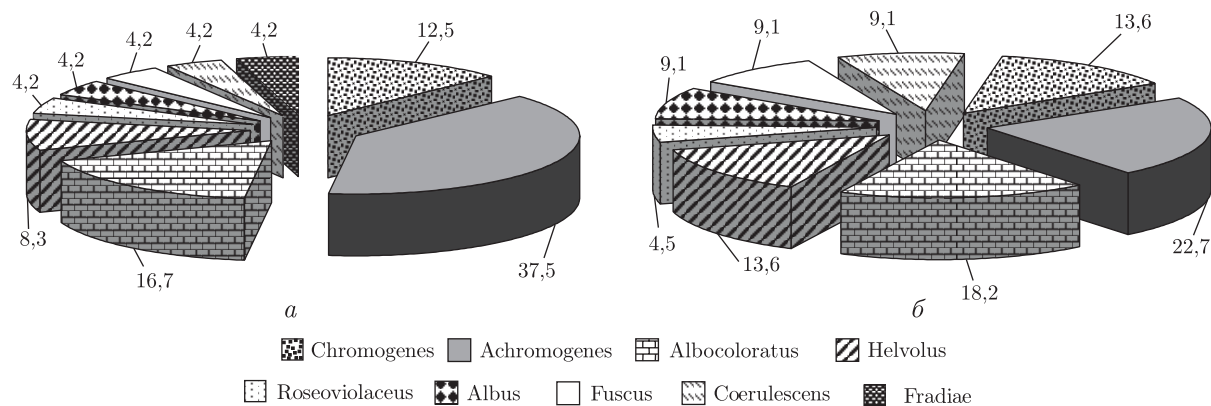 4,2 4,2 4,2 12,5 9,1 13,6
4,2 9,1
4,2 9,1
8,3 4,5
16,7 37,5 13,6 18,2 22,7
а б
Chromogenes Achromogenes Albocoloratus Helvolus
Roseoviolaceus Albus Fuscus Cœrulescens Fradiae